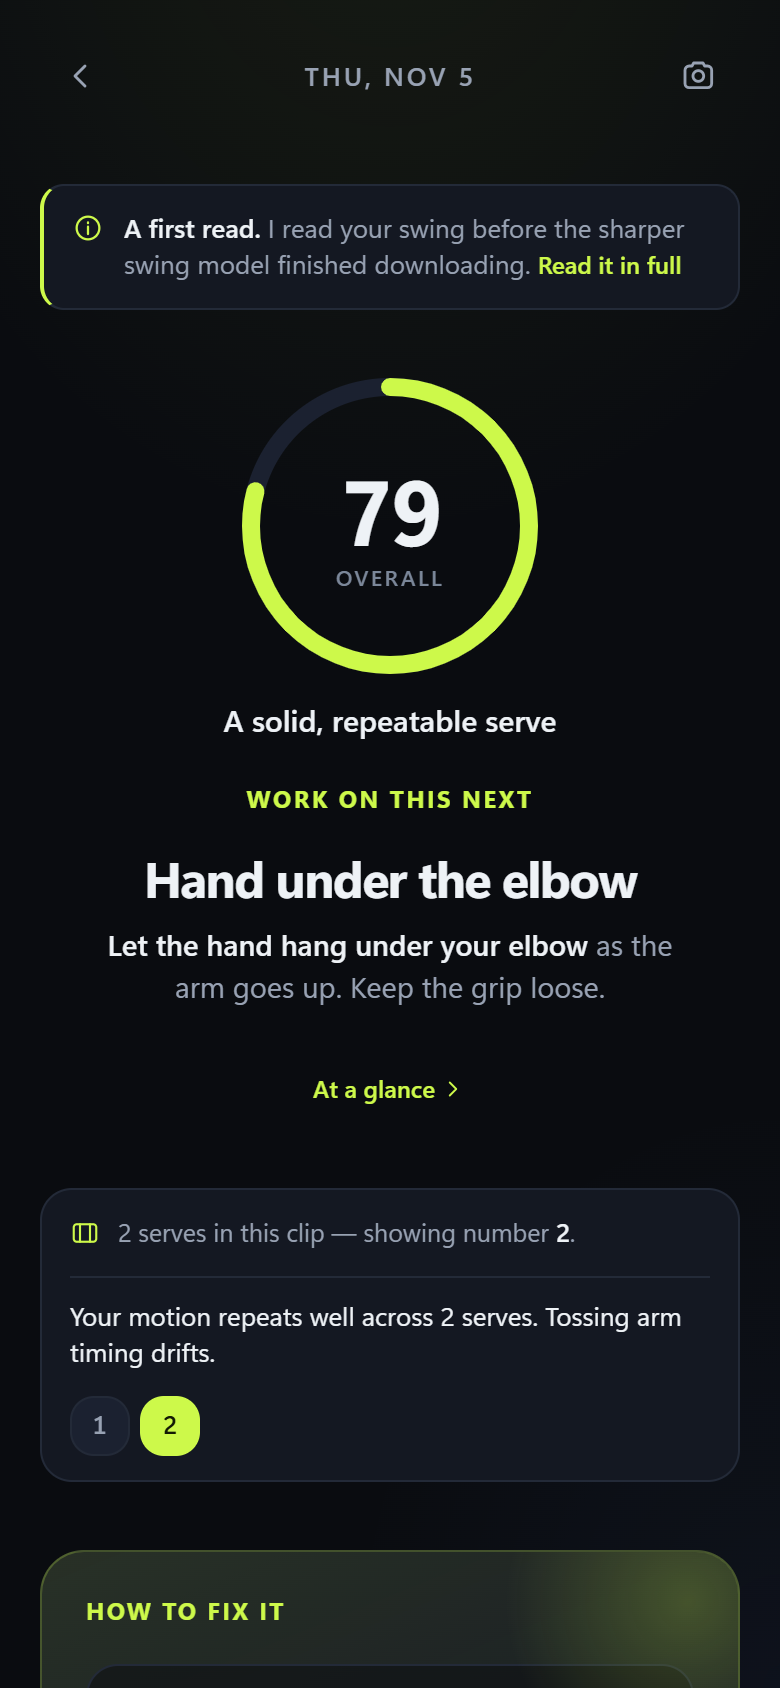 THU, NOV 5
A first read. I read your swing before the sharper
swing model finished downloading. Read it in full
79
OVERALL
A solid, repeatable serve
WORK ON THIS NEXT
Hand under the elbow
Let the hand hang under your elbow as the
arm goes up. Keep the grip loose.
At a glance
2 serves in this clip — showing number 2.
Your motion repeats well across 2 serves. Tossing arm
timing drifts.
1 2
HOW TO FIX IT